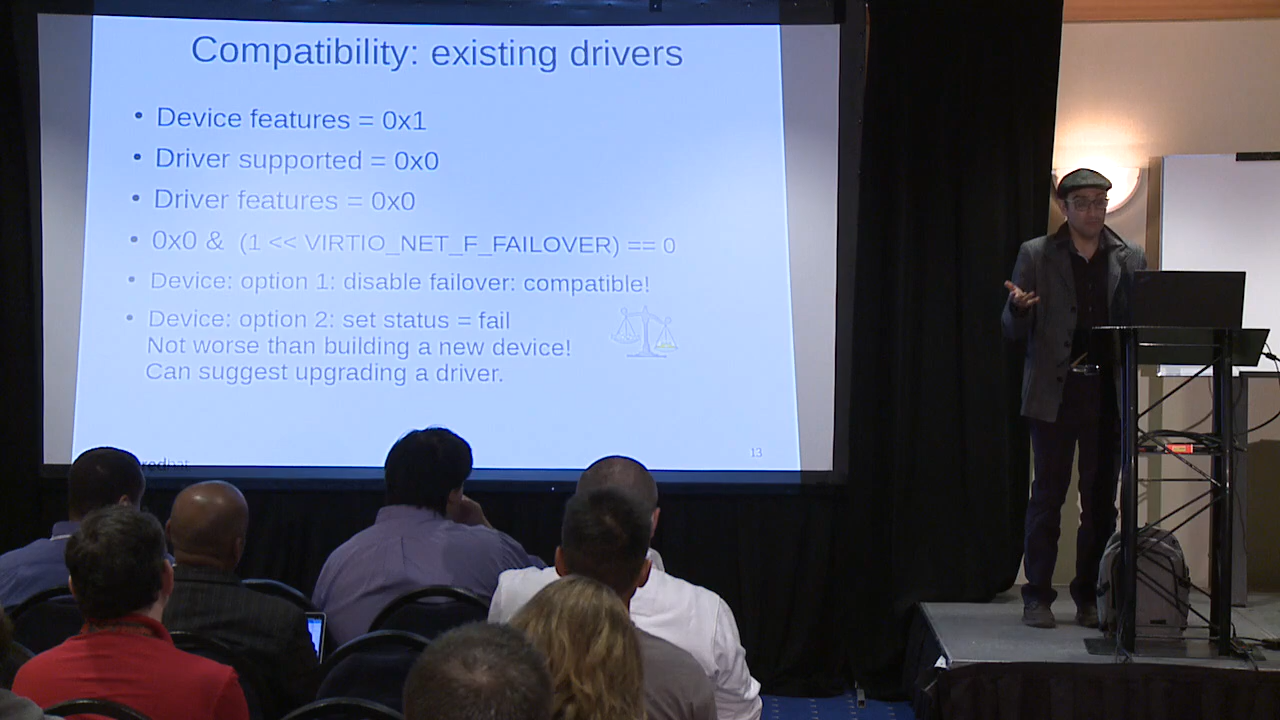 Compatibility: existing drivers
• Device features = 0x1
• Driver supported = 0x0
• Driver features = 0x0
• 0x0 & (1 << VIRTIO_NET_F_FAILOVER) == 0
• Device: option 1: disable failover: compatible!
• Device: option 2: set status = fail
Not worse than building a new device!
Can suggest upgrading a driver.
redhat
13